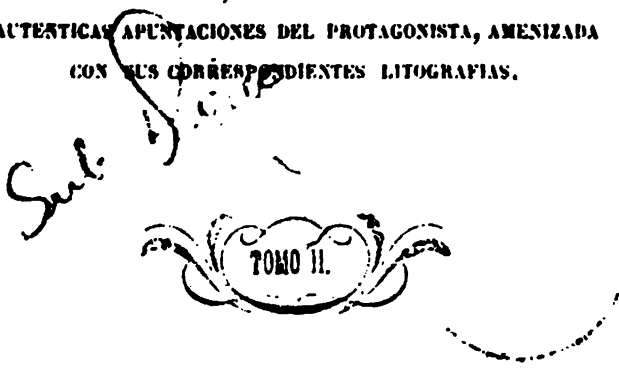 AUTENTICAS APUNTACIONES DEL PROTAGONISTA, AMENIZADA
CON SUS CORRESPONDIENTES LITOGRAFIAS.
TOMO II.